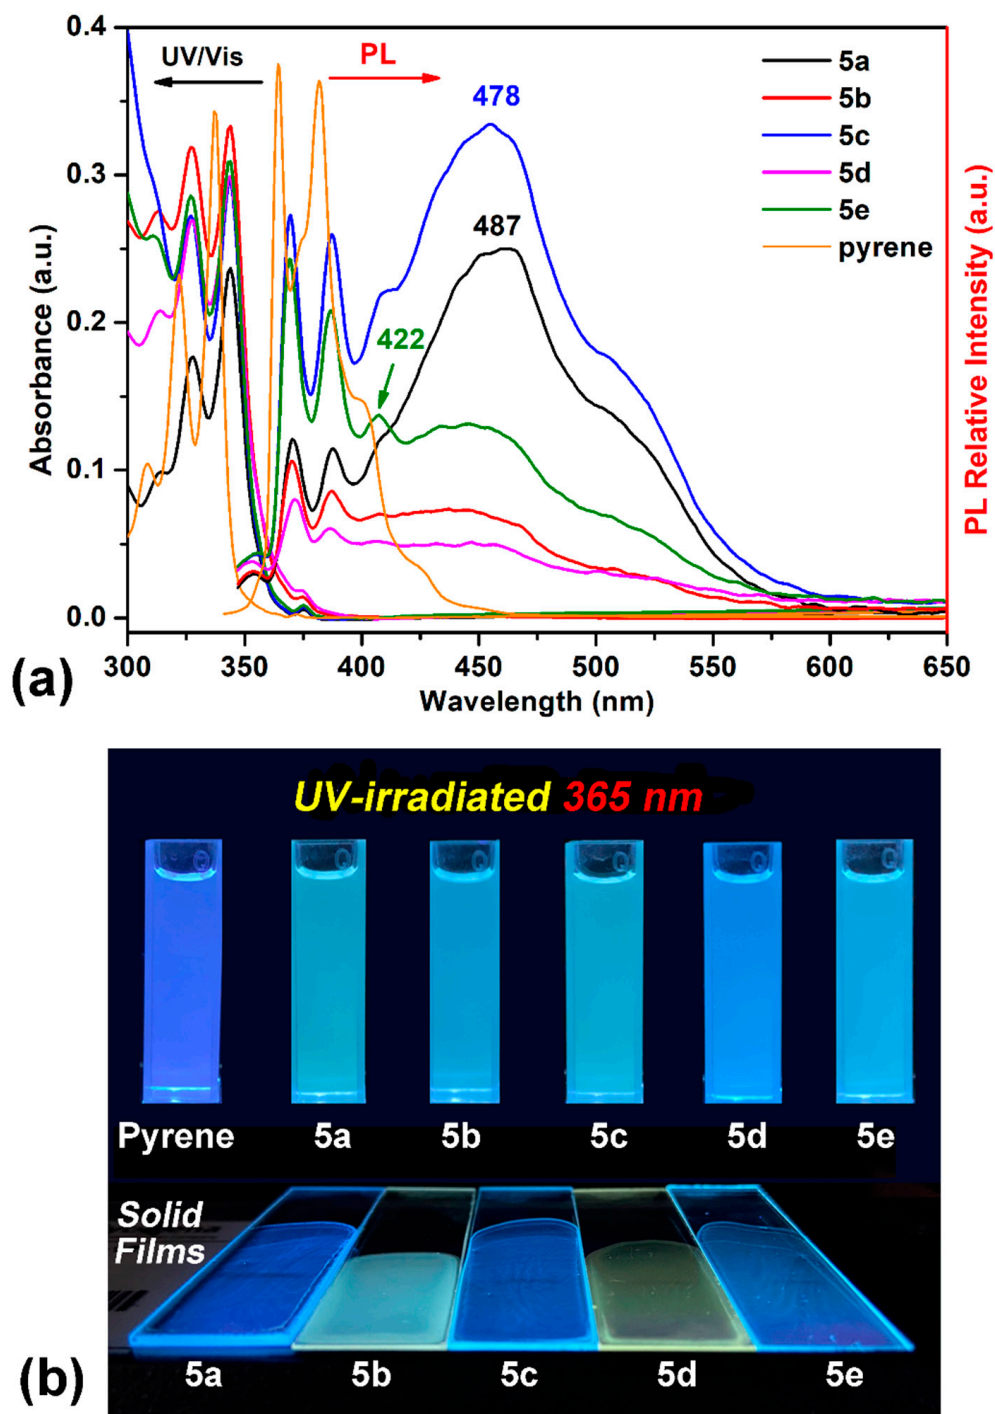 0.4
UV/Vis
PL
5a
478
5b
0.3
5c
5d
487
5e
pyrene
Absorbance (a.u.)
PL Relative Intensity (a.u.)
0.2
422
0.1
0.0
300 350 400 450 500 550 600 650
(a)
Wavelength (nm)
UV-irradiated 365 nm
Q Q Q Q Q Q
Pyrene 5a 5b 5c 5d 5e
Solid
Films
5a 5b 5c 5d 5e
(b)